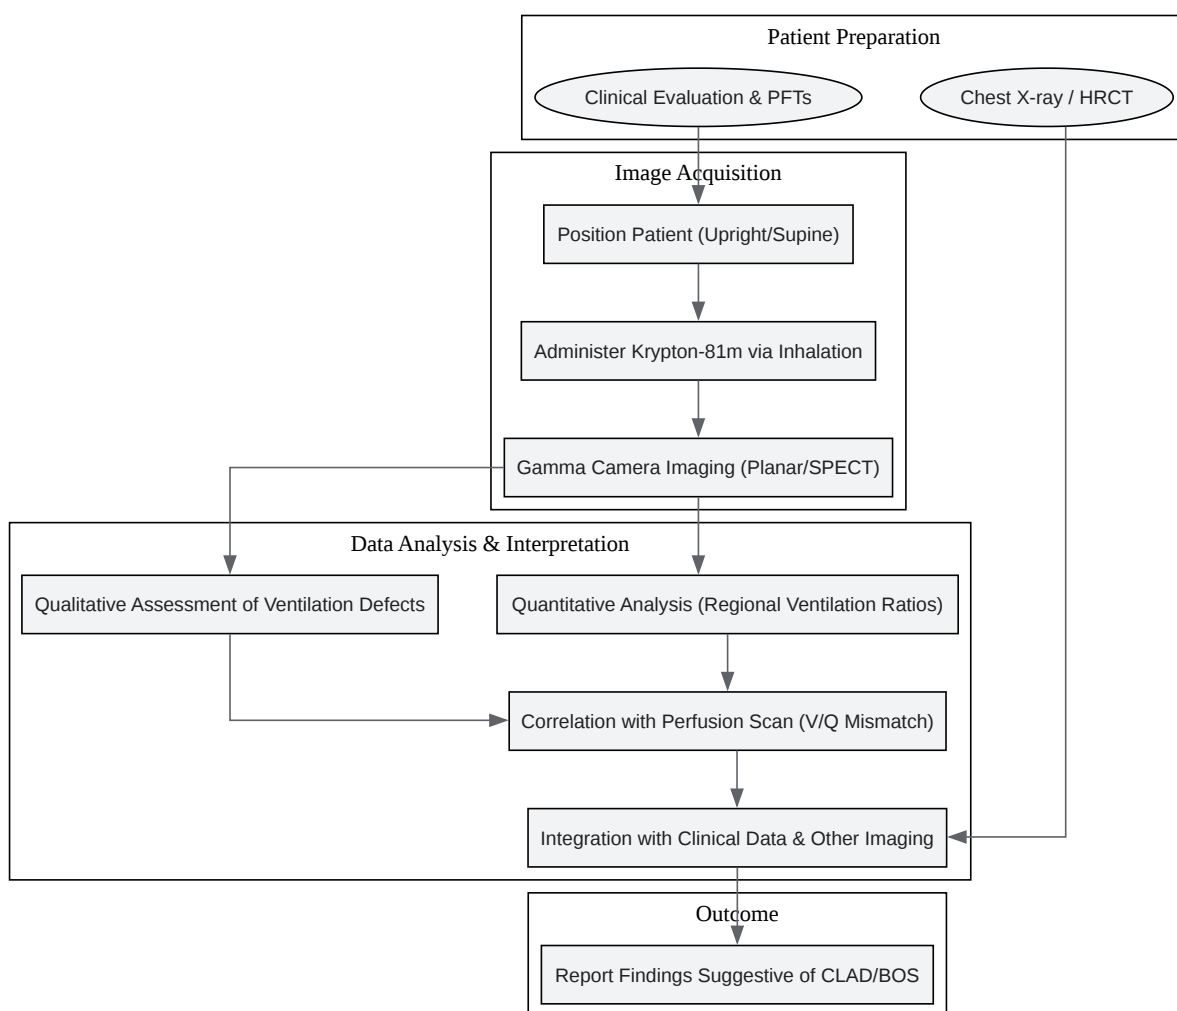 Patient Preparation
Clinical Evaluation & PFTs
Chest X-ray / HRCT
Image Acquisition
Position Patient (Upright/Supine)
Administer Krypton-81m via Inhalation
Gamma Camera Imaging (Planar/SPECT)
Data Analysis & Interpretation
Qualitative Assessment of Ventilation Defects
Quantitative Analysis (Regional Ventilation Ratios)
Correlation with Perfusion Scan (V/Q Mismatch)
Integration with Clinical Data & Other Imaging
Outcome
Report Findings Suggestive of CLAD/BOS